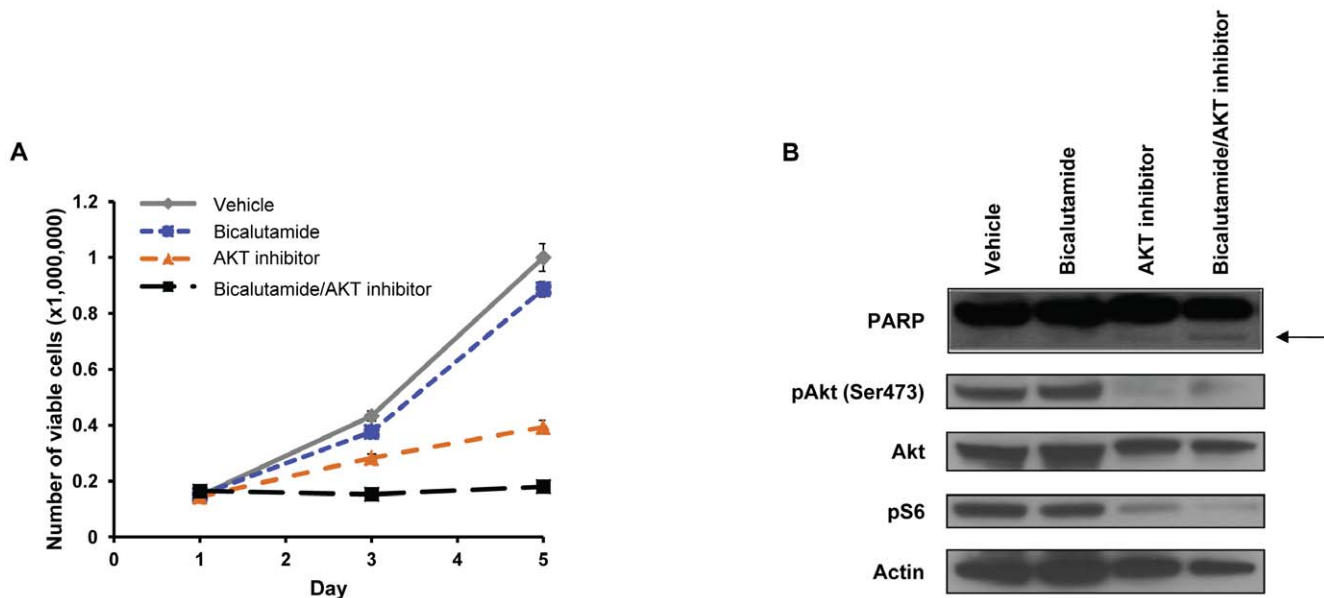 A
Number of viable cells (x1,000,000)
1.2
1
0.8
0.6
0.4
0.2
0
Vehicle
Bicalutamide
AKT inhibitor
Bicalutamide/AKT inhibitor
0 1 2 3 4 5
Day
B
Vehicle
Bicalutamide
AKT inhibitor
Bicalutamide/AKT inhibitor
PARP
pAkt (Ser473)
Akt
pS6
Actin